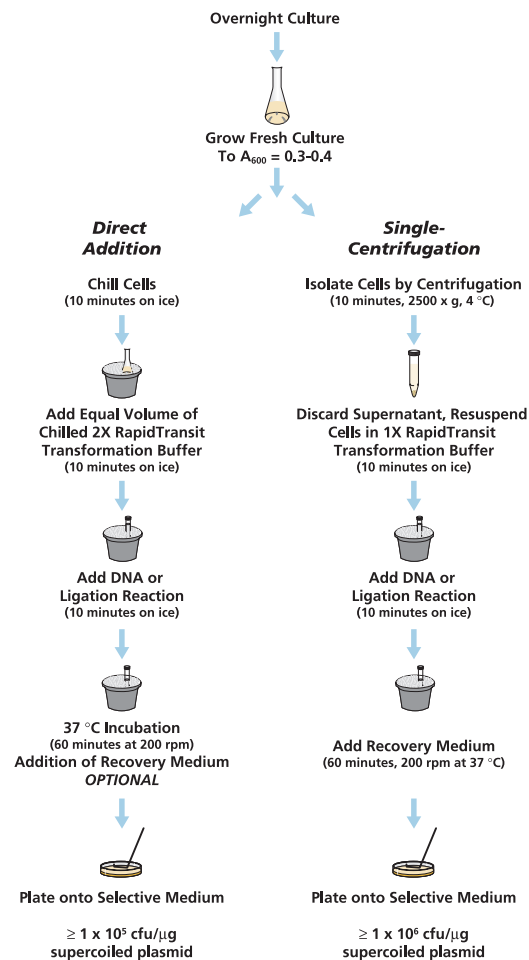 Overnight Culture
Grow Fresh Culture
To A₆₀₀ = 0.3-0.4
Direct
Addition
Chill Cells
(10 minutes on ice)
Add Equal Volume of
Chilled 2X RapidTransit
Transformation Buffer
(10 minutes on ice)
Add DNA or
Ligation Reaction
(10 minutes on ice)
37 °C Incubation
(60 minutes at 200 rpm)
Addition of Recovery Medium
OPTIONAL
Plate onto Selective Medium
≥ 1 x 10⁵ cfu/µg
supercoiled plasmid
Single-
Centrifugation
Isolate Cells by Centrifugation
(10 minutes, 2500 x g, 4 °C)
Discard Supernatant, Resuspend
Cells in 1X RapidTransit
Transformation Buffer
(10 minutes on ice)
Add DNA or
Ligation Reaction
(10 minutes on ice)
Add Recovery Medium
(60 minutes, 200 rpm at 37 °C)
Plate onto Selective Medium
≥ 1 x 10⁶ cfu/µg
supercoiled plasmid